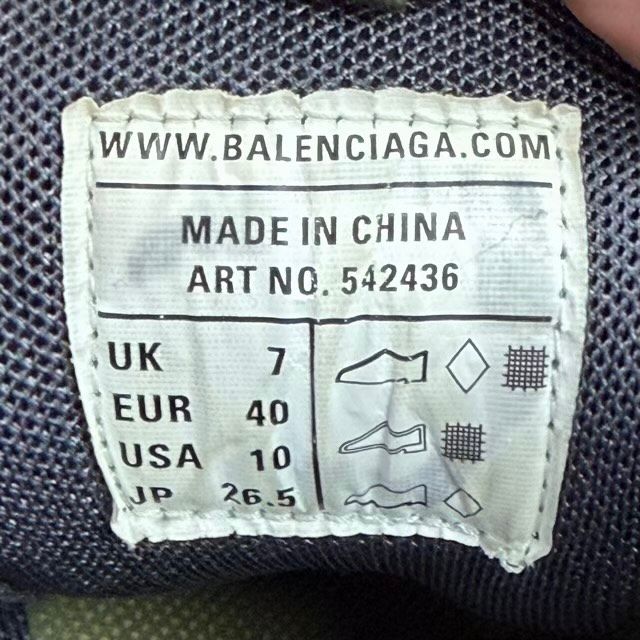 WWW.BALENCIAGA.COM
MADE IN CHINA
ART NO. 542436
UK 7
EUR 40
USA 10
JP 26.5